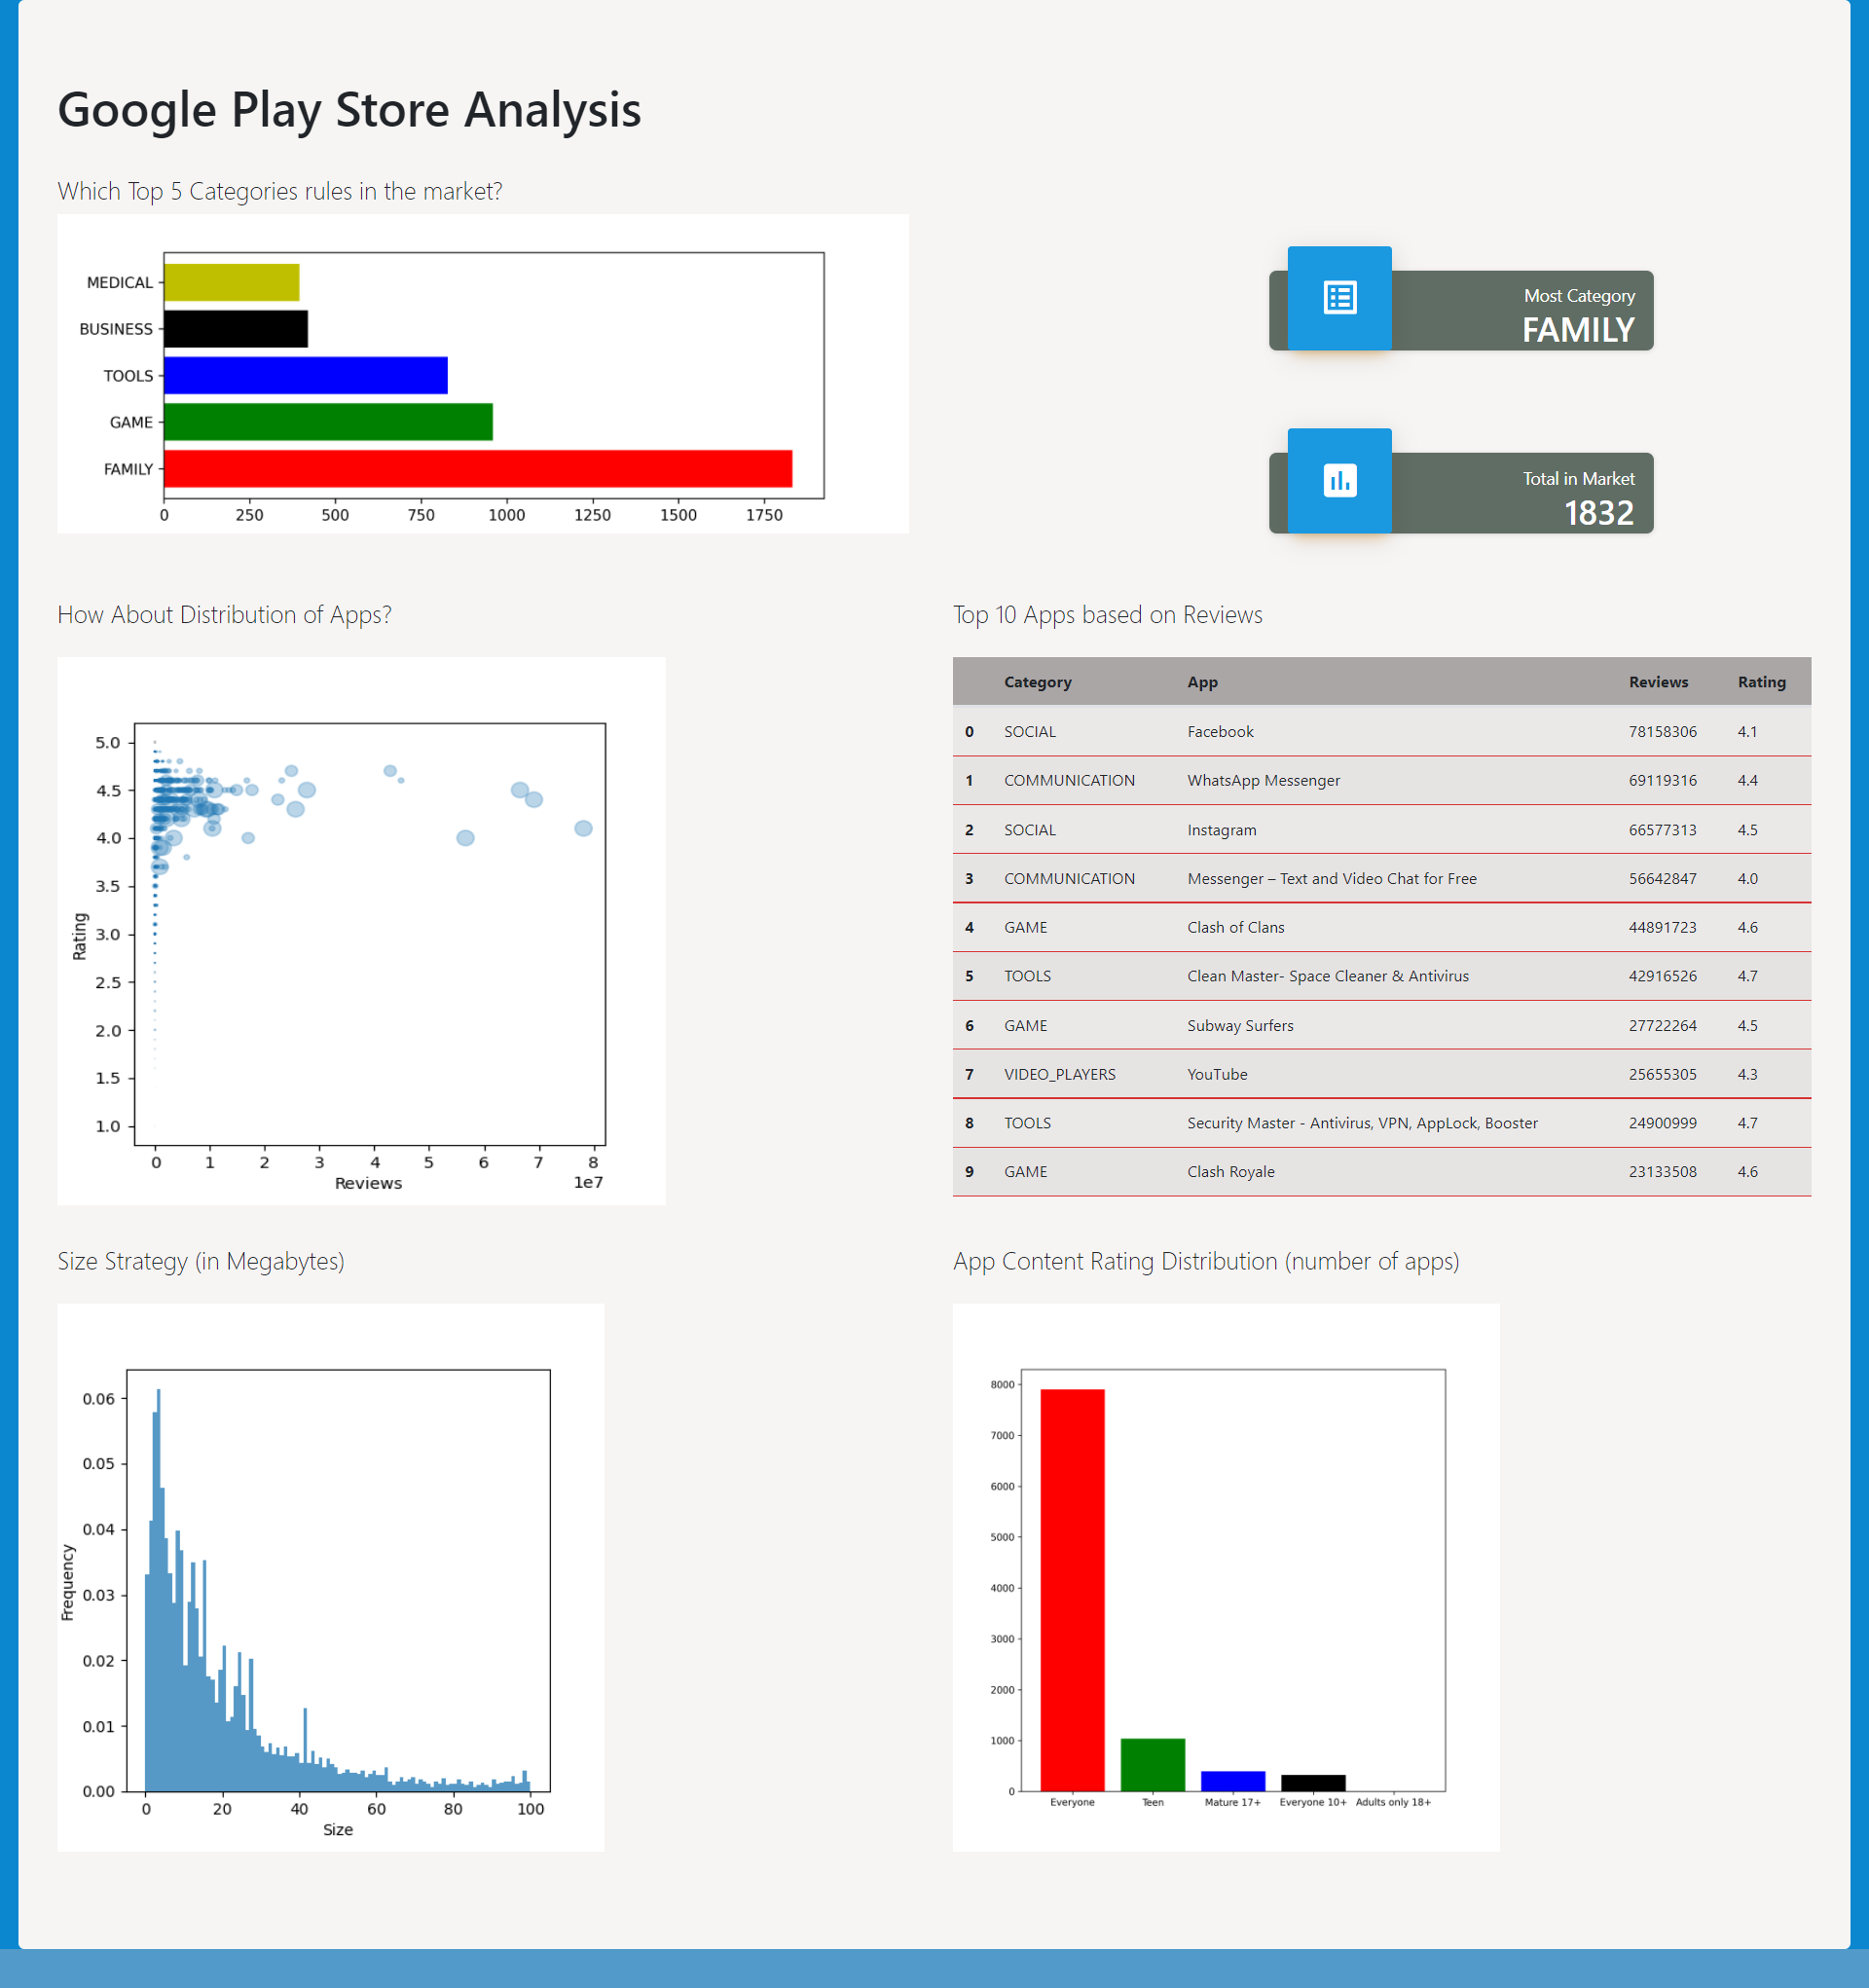 Google Play Store Analysis
Which Top 5 Categories rules in the market?
MEDICAL
BUSINESS
TOOLS
GAME
FAMILY
0 250 500 750 1000 1250 1500 1750
Most Category
FAMILY
Total in Market
1832
How About Distribution of Apps?
5.0
4.5
4.0
3.5
3.0
2.5
2.0
1.5
1.0
Rating
0 1 2 3 4 5 6 7 8
Reviews 1e7
Top 10 Apps based on Reviews
Category App Reviews Rating
0 SOCIAL Facebook 78158306 4.1
1 COMMUNICATION WhatsApp Messenger 69119316 4.4
2 SOCIAL Instagram 66577313 4.5
3 COMMUNICATION Messenger – Text and Video Chat for Free 56642847 4.0
4 GAME Clash of Clans 44891723 4.6
5 TOOLS Clean Master- Space Cleaner & Antivirus 42916526 4.7
6 GAME Subway Surfers 27722264 4.5
7 VIDEO_PLAYERS YouTube 25655305 4.3
8 TOOLS Security Master - Antivirus, VPN, AppLock, Booster 24900999 4.7
9 GAME Clash Royale 23133508 4.6
Size Strategy (in Megabytes)
0.06
0.05
0.04
0.03
0.02
0.01
0.00
Frequency
0 20 40 60 80 100
Size
App Content Rating Distribution (number of apps)
8000
7000
6000
5000
4000
3000
2000
1000
0
Everyone Teen Mature 17+ Everyone 10+ Adults only 18+